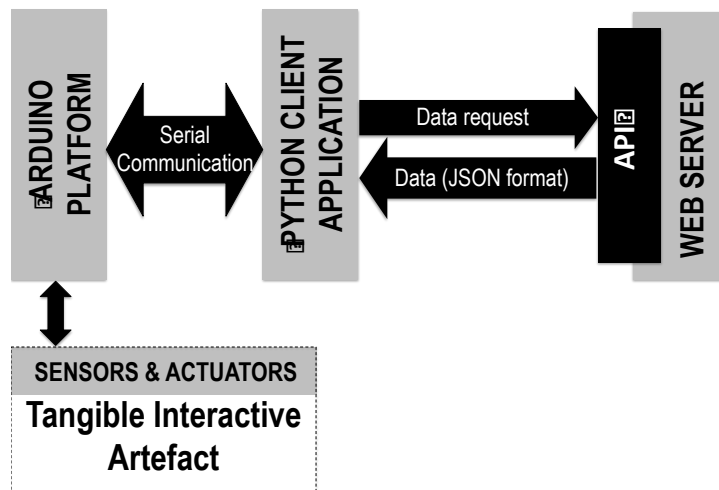 ARDUINO
PLATFORM
Serial
Communication
PYTHON CLIENT
APPLICATION
Data request
Data (JSON format)
API
WEB SERVER
SENSORS & ACTUATORS
Tangible Interactive
Artefact